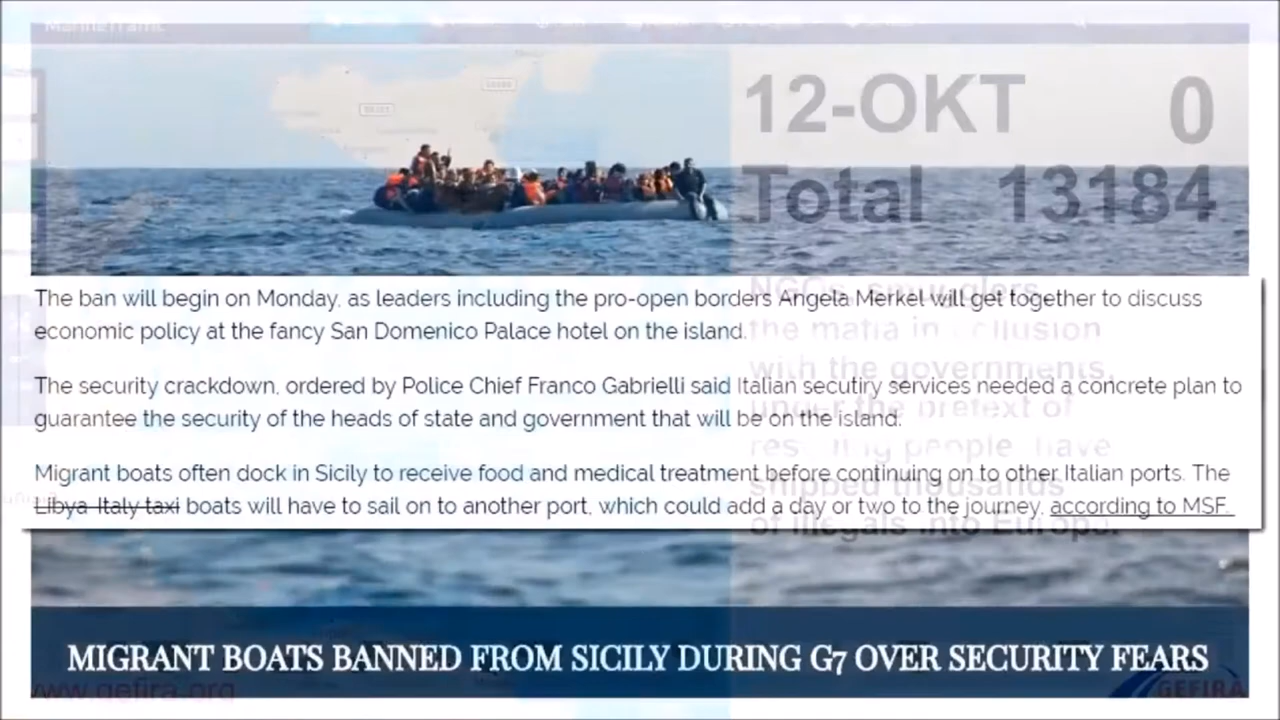 MarineTraffic
12-OKT 0
Total 13184
The ban will begin on Monday, as leaders including the pro-open borders Angela Merkel will get together to discuss
economic policy at the fancy San Domenico Palace hotel on the island.
The security crackdown, ordered by Police Chief Franco Gabrielli said Italian secutiry services needed a concrete plan to
guarantee the security of the heads of state and government that will be on the island.
Migrant boats often dock in Sicily to receive food and medical treatment before continuing on to other Italian ports. The
Libya-Italy taxi boats will have to sail on to another port, which could add a day or two to the journey, according to MSF.
NGOs, smugglers,
the mafia in collusion
with the governments,
under the pretext of
rescuing people, have
shipped thousands
of illegals into Europe.
MIGRANT BOATS BANNED FROM SICILY DURING G7 OVER SECURITY FEARS
www.gefira.org
GEFIRA